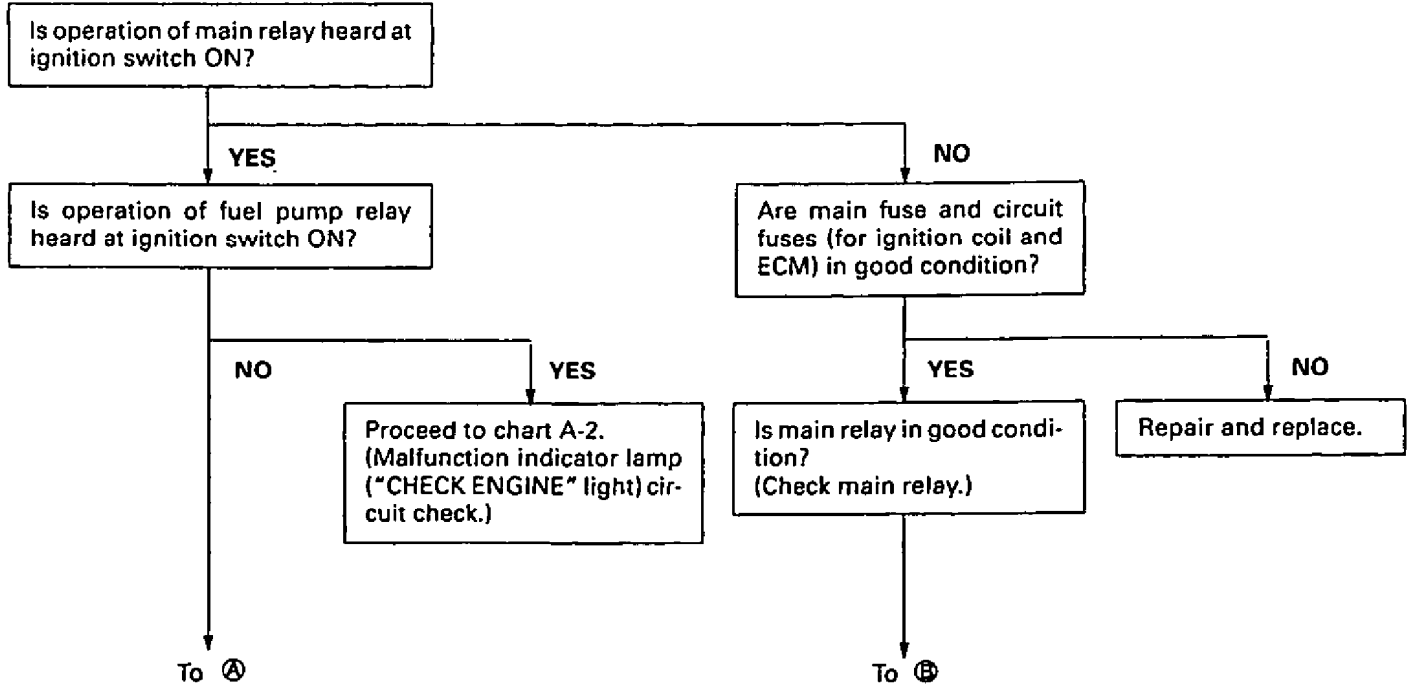 Is operation of main relay heard at
ignition switch ON?
YES
NO
Is operation of fuel pump relay
heard at ignition switch ON?
Are main fuse and circuit
fuses (for ignition coil and
ECM) in good condition?
NO
YES
YES
NO
Proceed to chart A-2.
(Malfunction indicator lamp
("CHECK ENGINE" light) cir-
cuit check.)
Is main relay in good condi-
tion?
(Check main relay.)
Repair and replace.
To Ⓐ
To Ⓑ